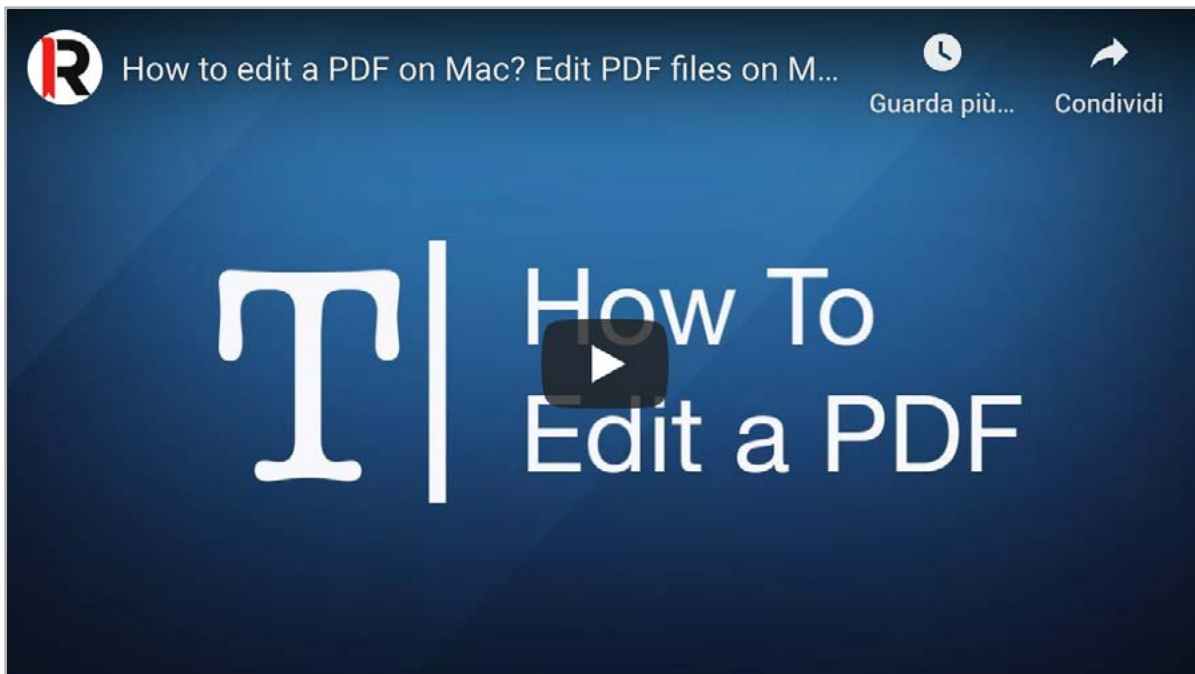 How to edit a PDF on Mac? Edit PDF files on M...
Guarda più...
Condividi
T
How To
Edit a PDF